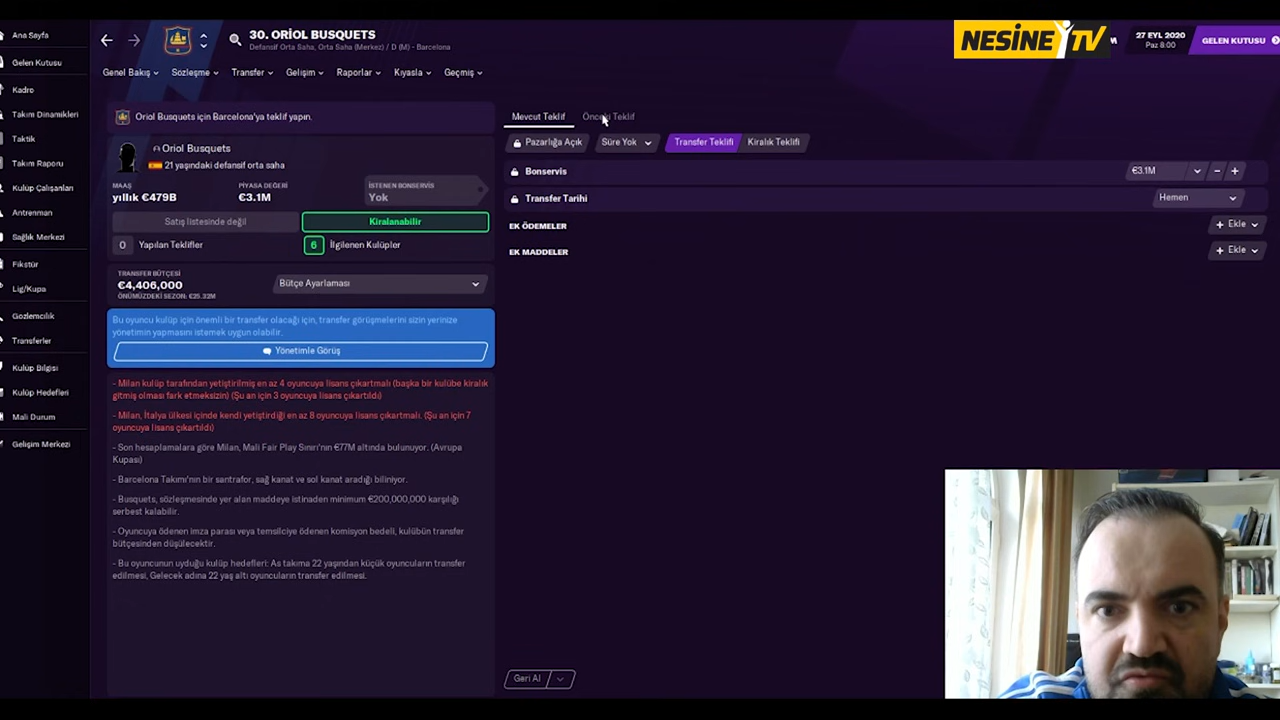 Ana Sayfa
Gelen Kutusu
Kadro
Takım Dinamikleri
Taktik
Takım Raporu
Kulüp Çalışanları
Antrenman
Sağlık Merkezi
Fikstür
Lig/Kupa
Gözlemcilik
Transferler
Kulüp Bilgisi
Kulüp Hedefleri
Mali Durum
Gelişim Merkezi
30. ORİOL BUSQUETS
Defansif Orta Saha, Orta Saha (Merkez) / D (M) - Barcelona
NESİNE TV
27 EYL 2020
Paz 8:00
GELEN KUTUSU
Genel Bakış Sözleşme Transfer Gelişim Raporlar Kıyasla Geçmiş
Oriol Busquets için Barcelona'ya teklif yapın.
Oriol Busquets
21 yaşındaki defansif orta saha
MAAŞ PİYASA DEĞERİ İSTENEN BONSERVİS
yıllık €479B €3.1M Yok
Satış listesinde değil Kiralanabilir
0 Yapılan Teklifler 6 İlgilenen Kulüpler
TRANSFER BÜTÇESİ
€4,406,000
ÖNÜMÜZDEKİ SEZON: €25.32M
Bütçe Ayarlaması
Bu oyuncu kulüp için önemli bir transfer olacağı için, transfer görüşmelerini sizin yerinize
yönetimin yapmasını istemek uygun olabilir.
Yönetimle Görüş
- Milan kulüp tarafından yetiştirilmiş en az 4 oyuncuya lisans çıkartmalı (başka bir kulübe kiralık
gitmiş olması fark etmeksizin) (Şu an için 3 oyuncuya lisans çıkartıldı)
- Milan, İtalya ülkesi içinde kendi yetiştirdiği en az 8 oyuncuya lisans çıkartmalı. (Şu an için 7
oyuncuya lisans çıkartıldı)
- Son hesaplamalara göre Milan, Mali Fair Play Sınırı'nın €77M altında bulunuyor. (Avrupa
Kupası)
- Barcelona Takımı'nın bir santrafor, sağ kanat ve sol kanat aradığı biliniyor.
- Busquets, sözleşmesinde yer alan maddeye istinaden minimum €200,000,000 karşılığı
serbest kalabilir.
- Oyuncuya ödenen imza parası veya temsilciye ödenen komisyon bedeli, kulübün transfer
bütçesinden düşülecektir.
- Bu oyuncunun uyduğu kulüp hedefleri: As takıma 22 yaşından küçük oyuncuların transfer
edilmesi, Gelecek adına 22 yaş altı oyuncuların transfer edilmesi.
Mevcut Teklif Önceki Teklif
Pazarlığa Açık Süre Yok Transfer Teklifi Kiralık Teklifi
Bonservis €3.1M
Transfer Tarihi Hemen
EK ÖDEMELER + Ekle
EK MADDELER + Ekle
Geri Al